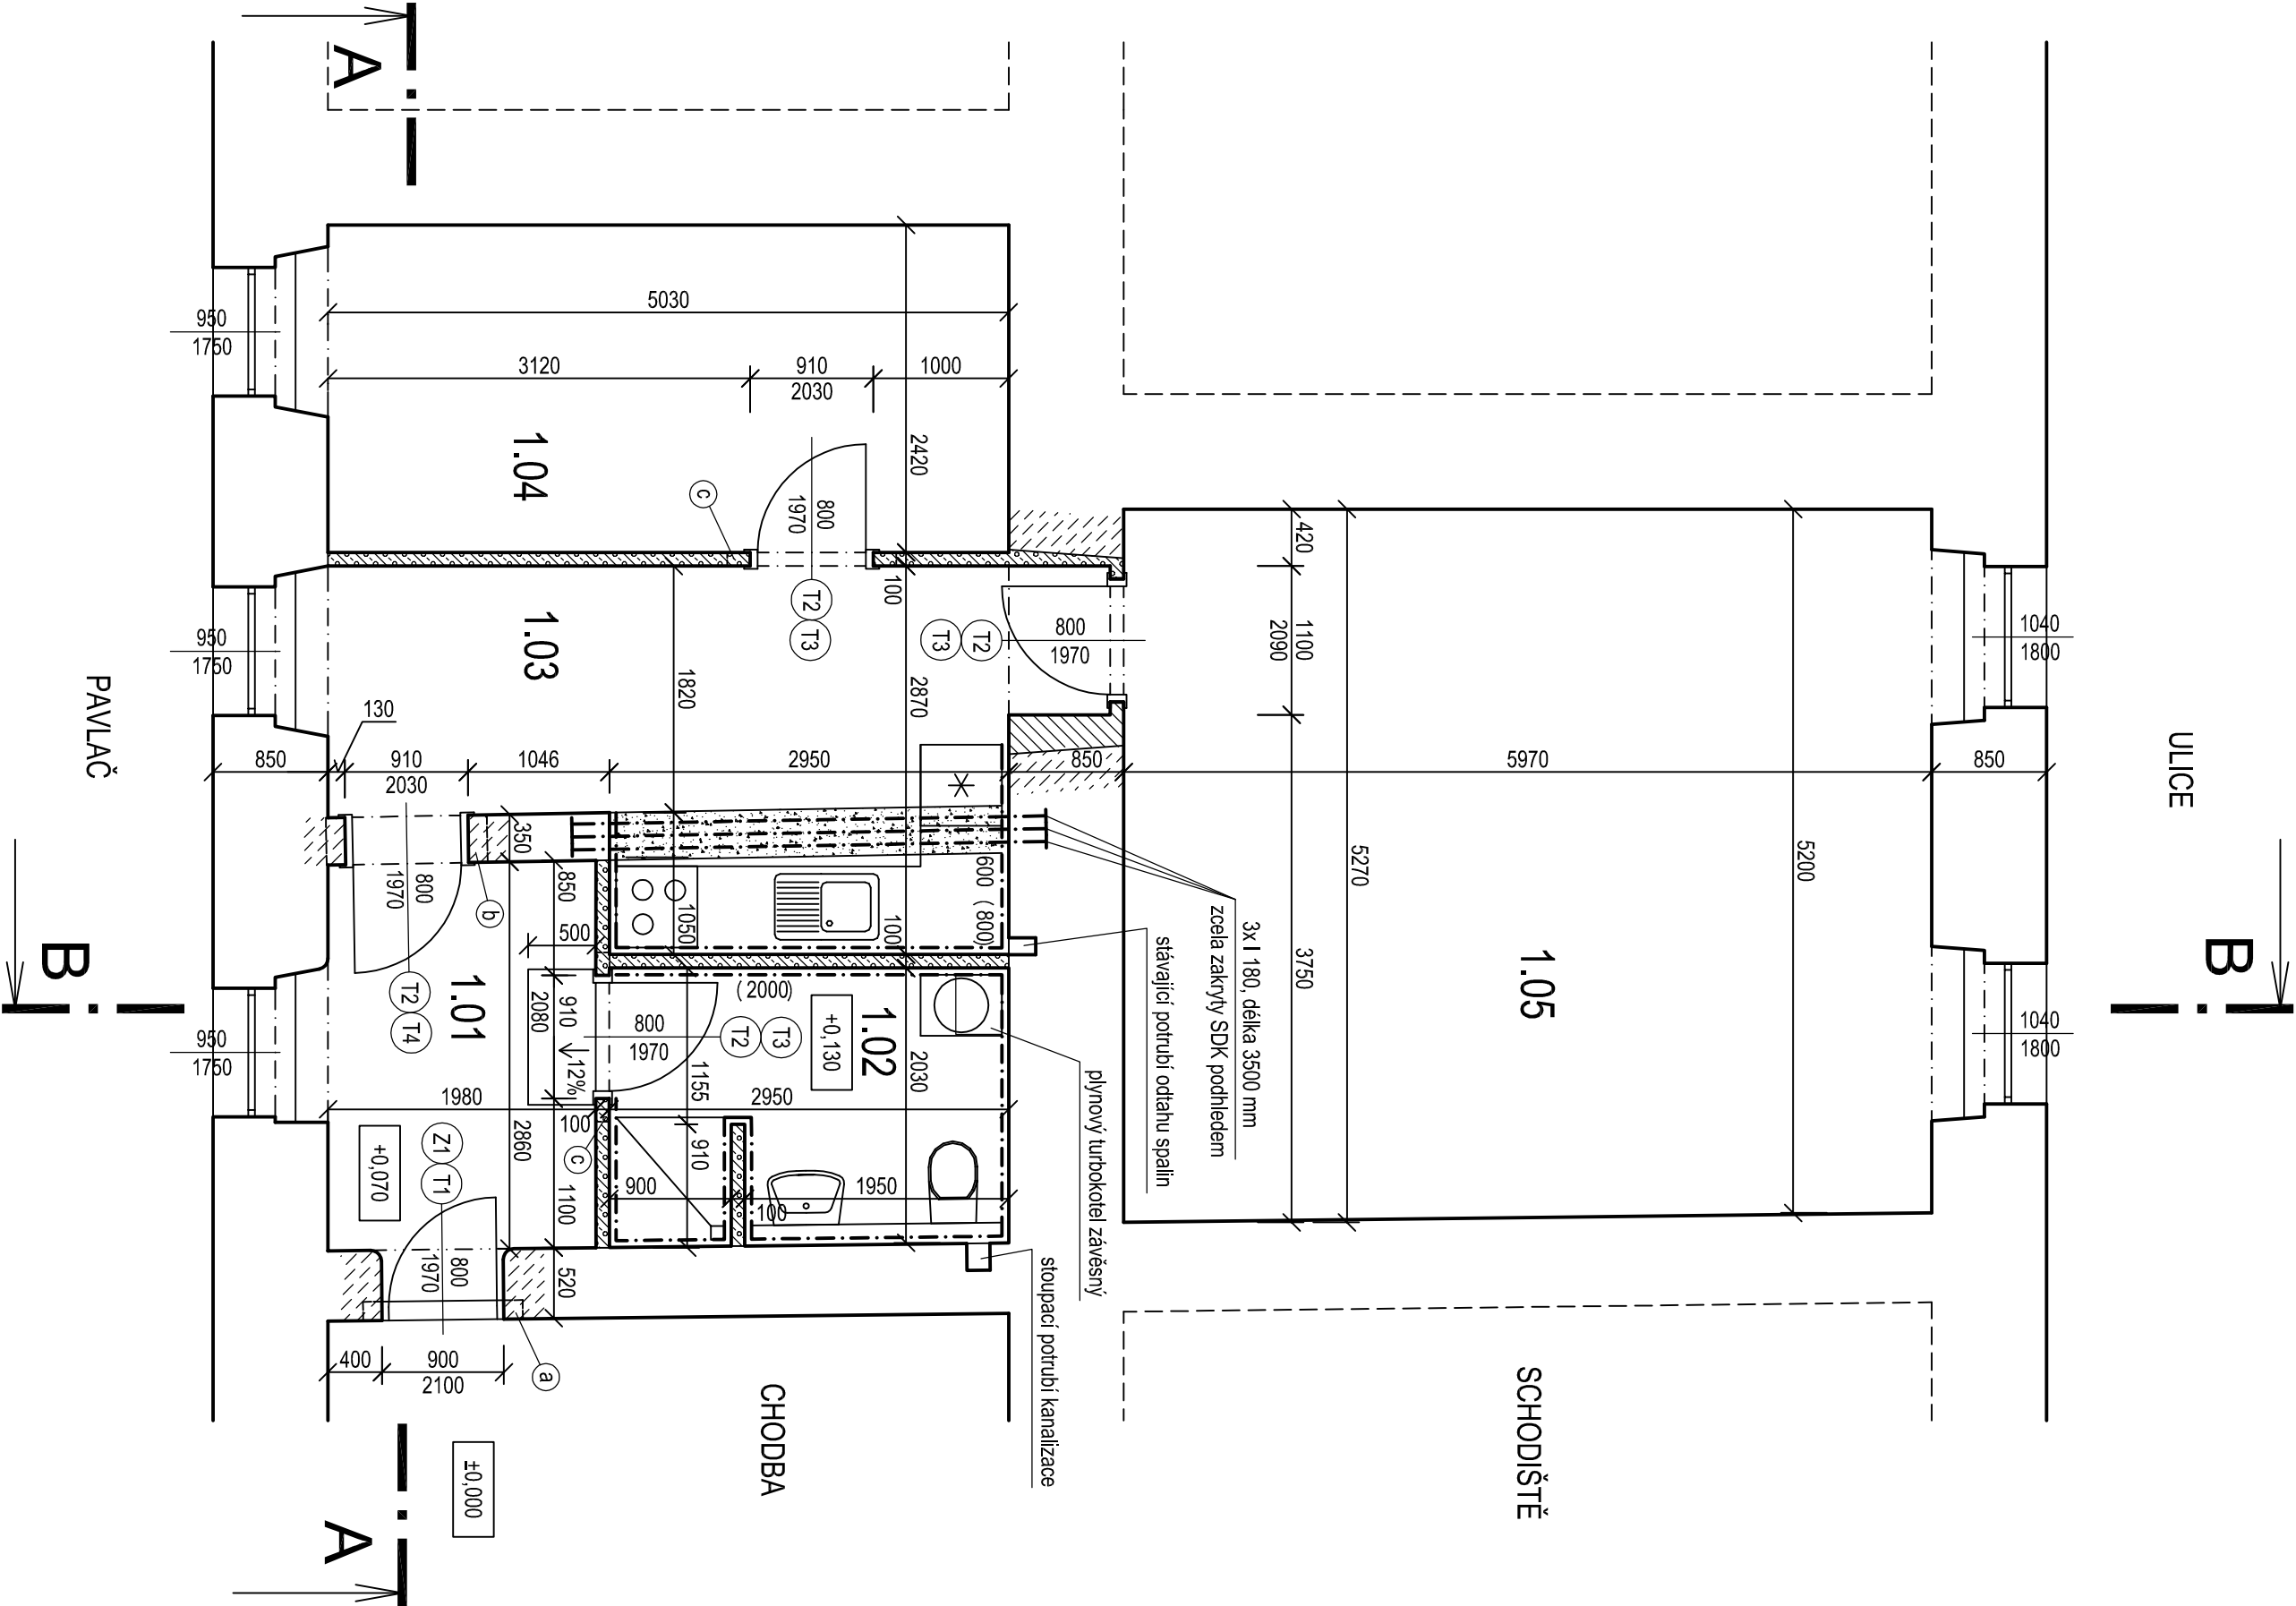 A
5030
3120
910
2030
1000
950
1750
2420
1.04
800
1970
c
420
100
T2
T3
T3
T2
800
1970
1100
2090
1040
1800
1.03
950
1750
1820
2870
PAVLAČ
130
ULICE
850
910
2030
1046
2950
850
5970
850
350
850
600 (800)
5270
5200
800
1970
b
1050
100
500
B
B
3x I 180, délka 3500 mm
zcela zakryty SDK podhledem
stávající potrubí odtahu spalin
3750
1.05
1.01
T2
T4
910
2080
(2000)
+0,130
1.02
800
1970
T2
T3
12%
1155
2030
950
1750
1040
1800
plynový turbokotel závěsný
1980
2950
100
c
2860
910
+0,070
Z1
T1
1100
900
100
1950
800
1970
520
stoupací potrubí kanalizace
400
900
2100
a
CHODBA
SCHODIŠTĚ
±0,000
A